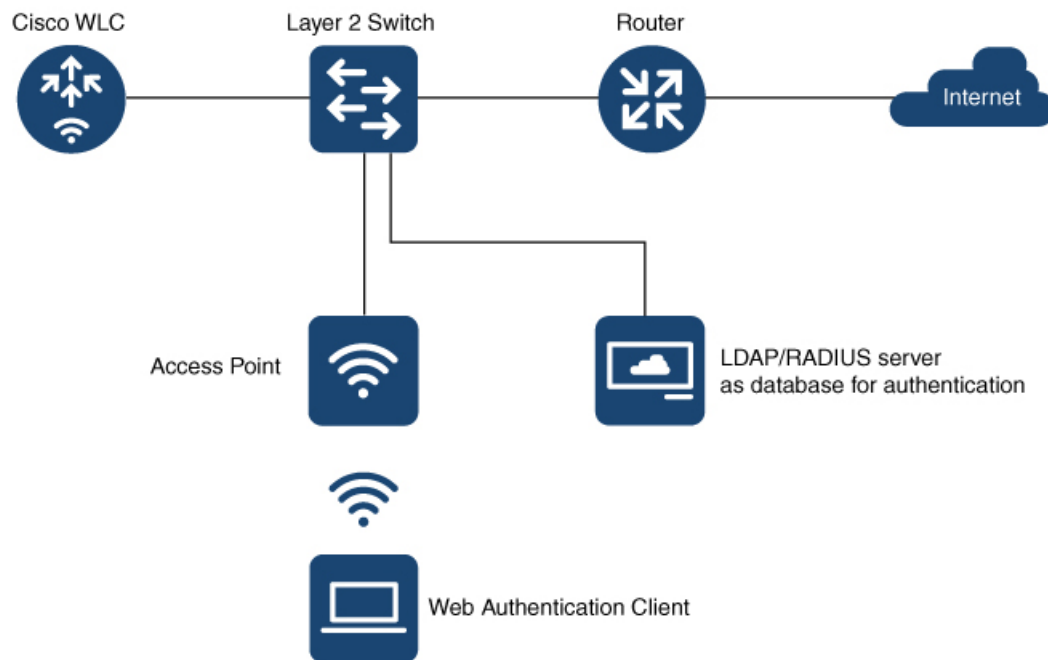 Cisco WLC
Layer 2 Switch
Router
Internet
Access Point
LDAP/RADIUS server
as database for authentication
Web Authentication Client